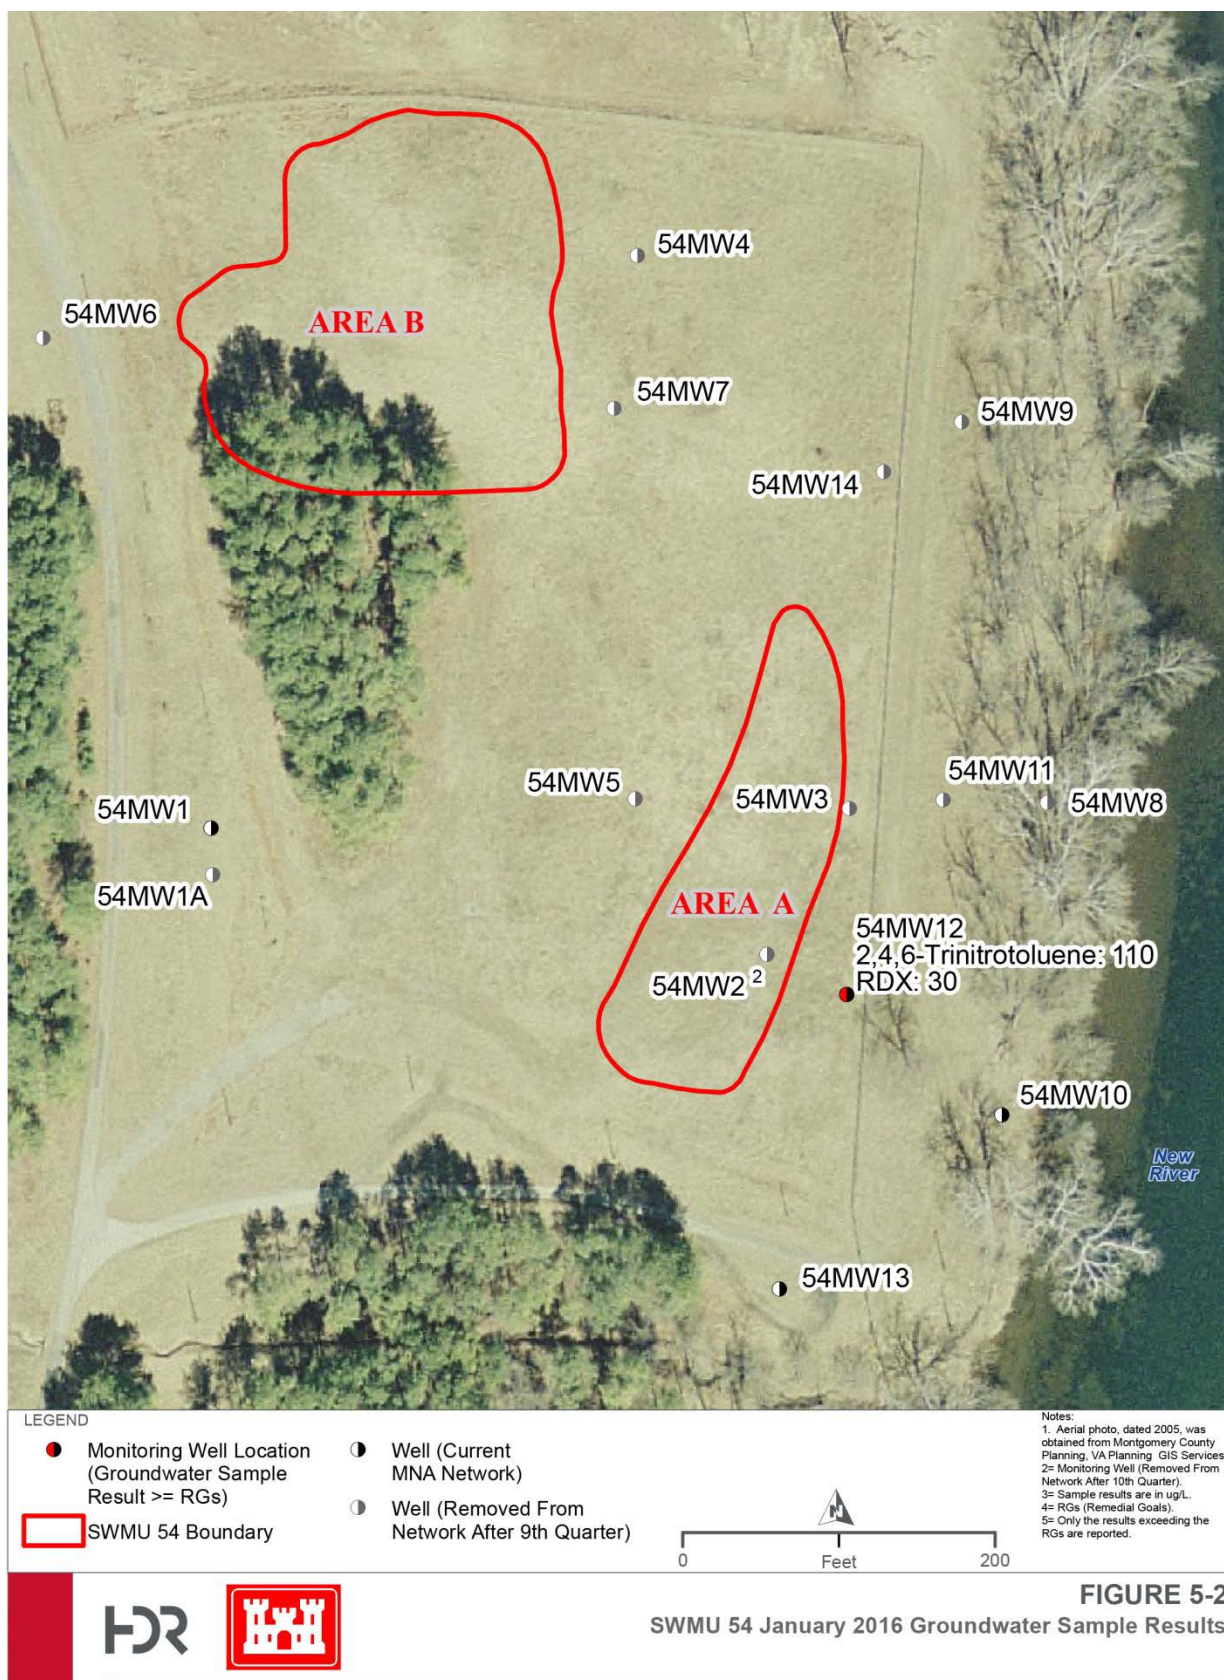 54MW4
54MW6
AREA B
54MW7
54MW9
54MW14
54MW11
54MW5
54MW3
54MW8
54MW1
54MW1A
AREA A
54MW12
2,4,6-Trinitrotoluene: 110
RDX: 30
54MW2 2
54MW10
New
River
54MW13
LEGEND
Monitoring Well Location
(Groundwater Sample
Result >= RGs)
SWMU 54 Boundary
Well (Current
MNA Network)
Well (Removed From
Network After 9th Quarter)
N
0 200
Feet
Notes:
1. Aerial photo, dated 2005, was
obtained from Montgomery County
Planning, VA Planning GIS Services
2= Monitoring Well (Removed From
Network After 10th Quarter).
3= Sample results are in ug/L.
4= RGs (Remedial Goals).
5= Only the results exceeding the
RGs are reported.
HDR
FIGURE 5-2
SWMU 54 January 2016 Groundwater Sample Results